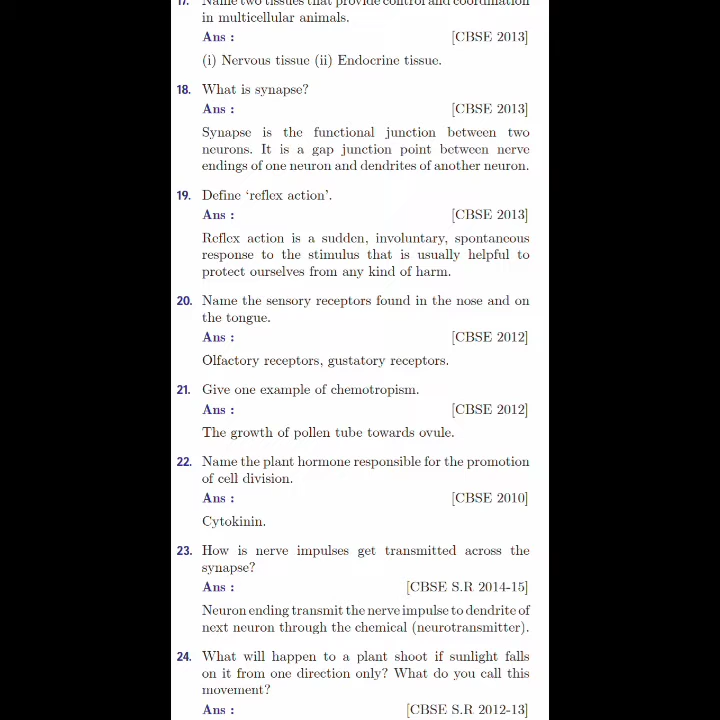 17. Name two tissues that provide control and coordination
in multicellular animals.
Ans : [CBSE 2013]
(i) Nervous tissue (ii) Endocrine tissue.
18. What is synapse?
Ans : [CBSE 2013]
Synapse is the functional junction between two
neurons. It is a gap junction point between nerve
endings of one neuron and dendrites of another neuron.
19. Define ‘reflex action’.
Ans : [CBSE 2013]
Reflex action is a sudden, involuntary, spontaneous
response to the stimulus that is usually helpful to
protect ourselves from any kind of harm.
20. Name the sensory receptors found in the nose and on
the tongue.
Ans : [CBSE 2012]
Olfactory receptors, gustatory receptors.
21. Give one example of chemotropism.
Ans : [CBSE 2012]
The growth of pollen tube towards ovule.
22. Name the plant hormone responsible for the promotion
of cell division.
Ans : [CBSE 2010]
Cytokinin.
23. How is nerve impulses get transmitted across the
synapse?
Ans : [CBSE S.R 2014-15]
Neuron ending transmit the nerve impulse to dendrite of
next neuron through the chemical (neurotransmitter).
24. What will happen to a plant shoot if sunlight falls
on it from one direction only? What do you call this
movement?
Ans : [CBSE S.R 2012-13]